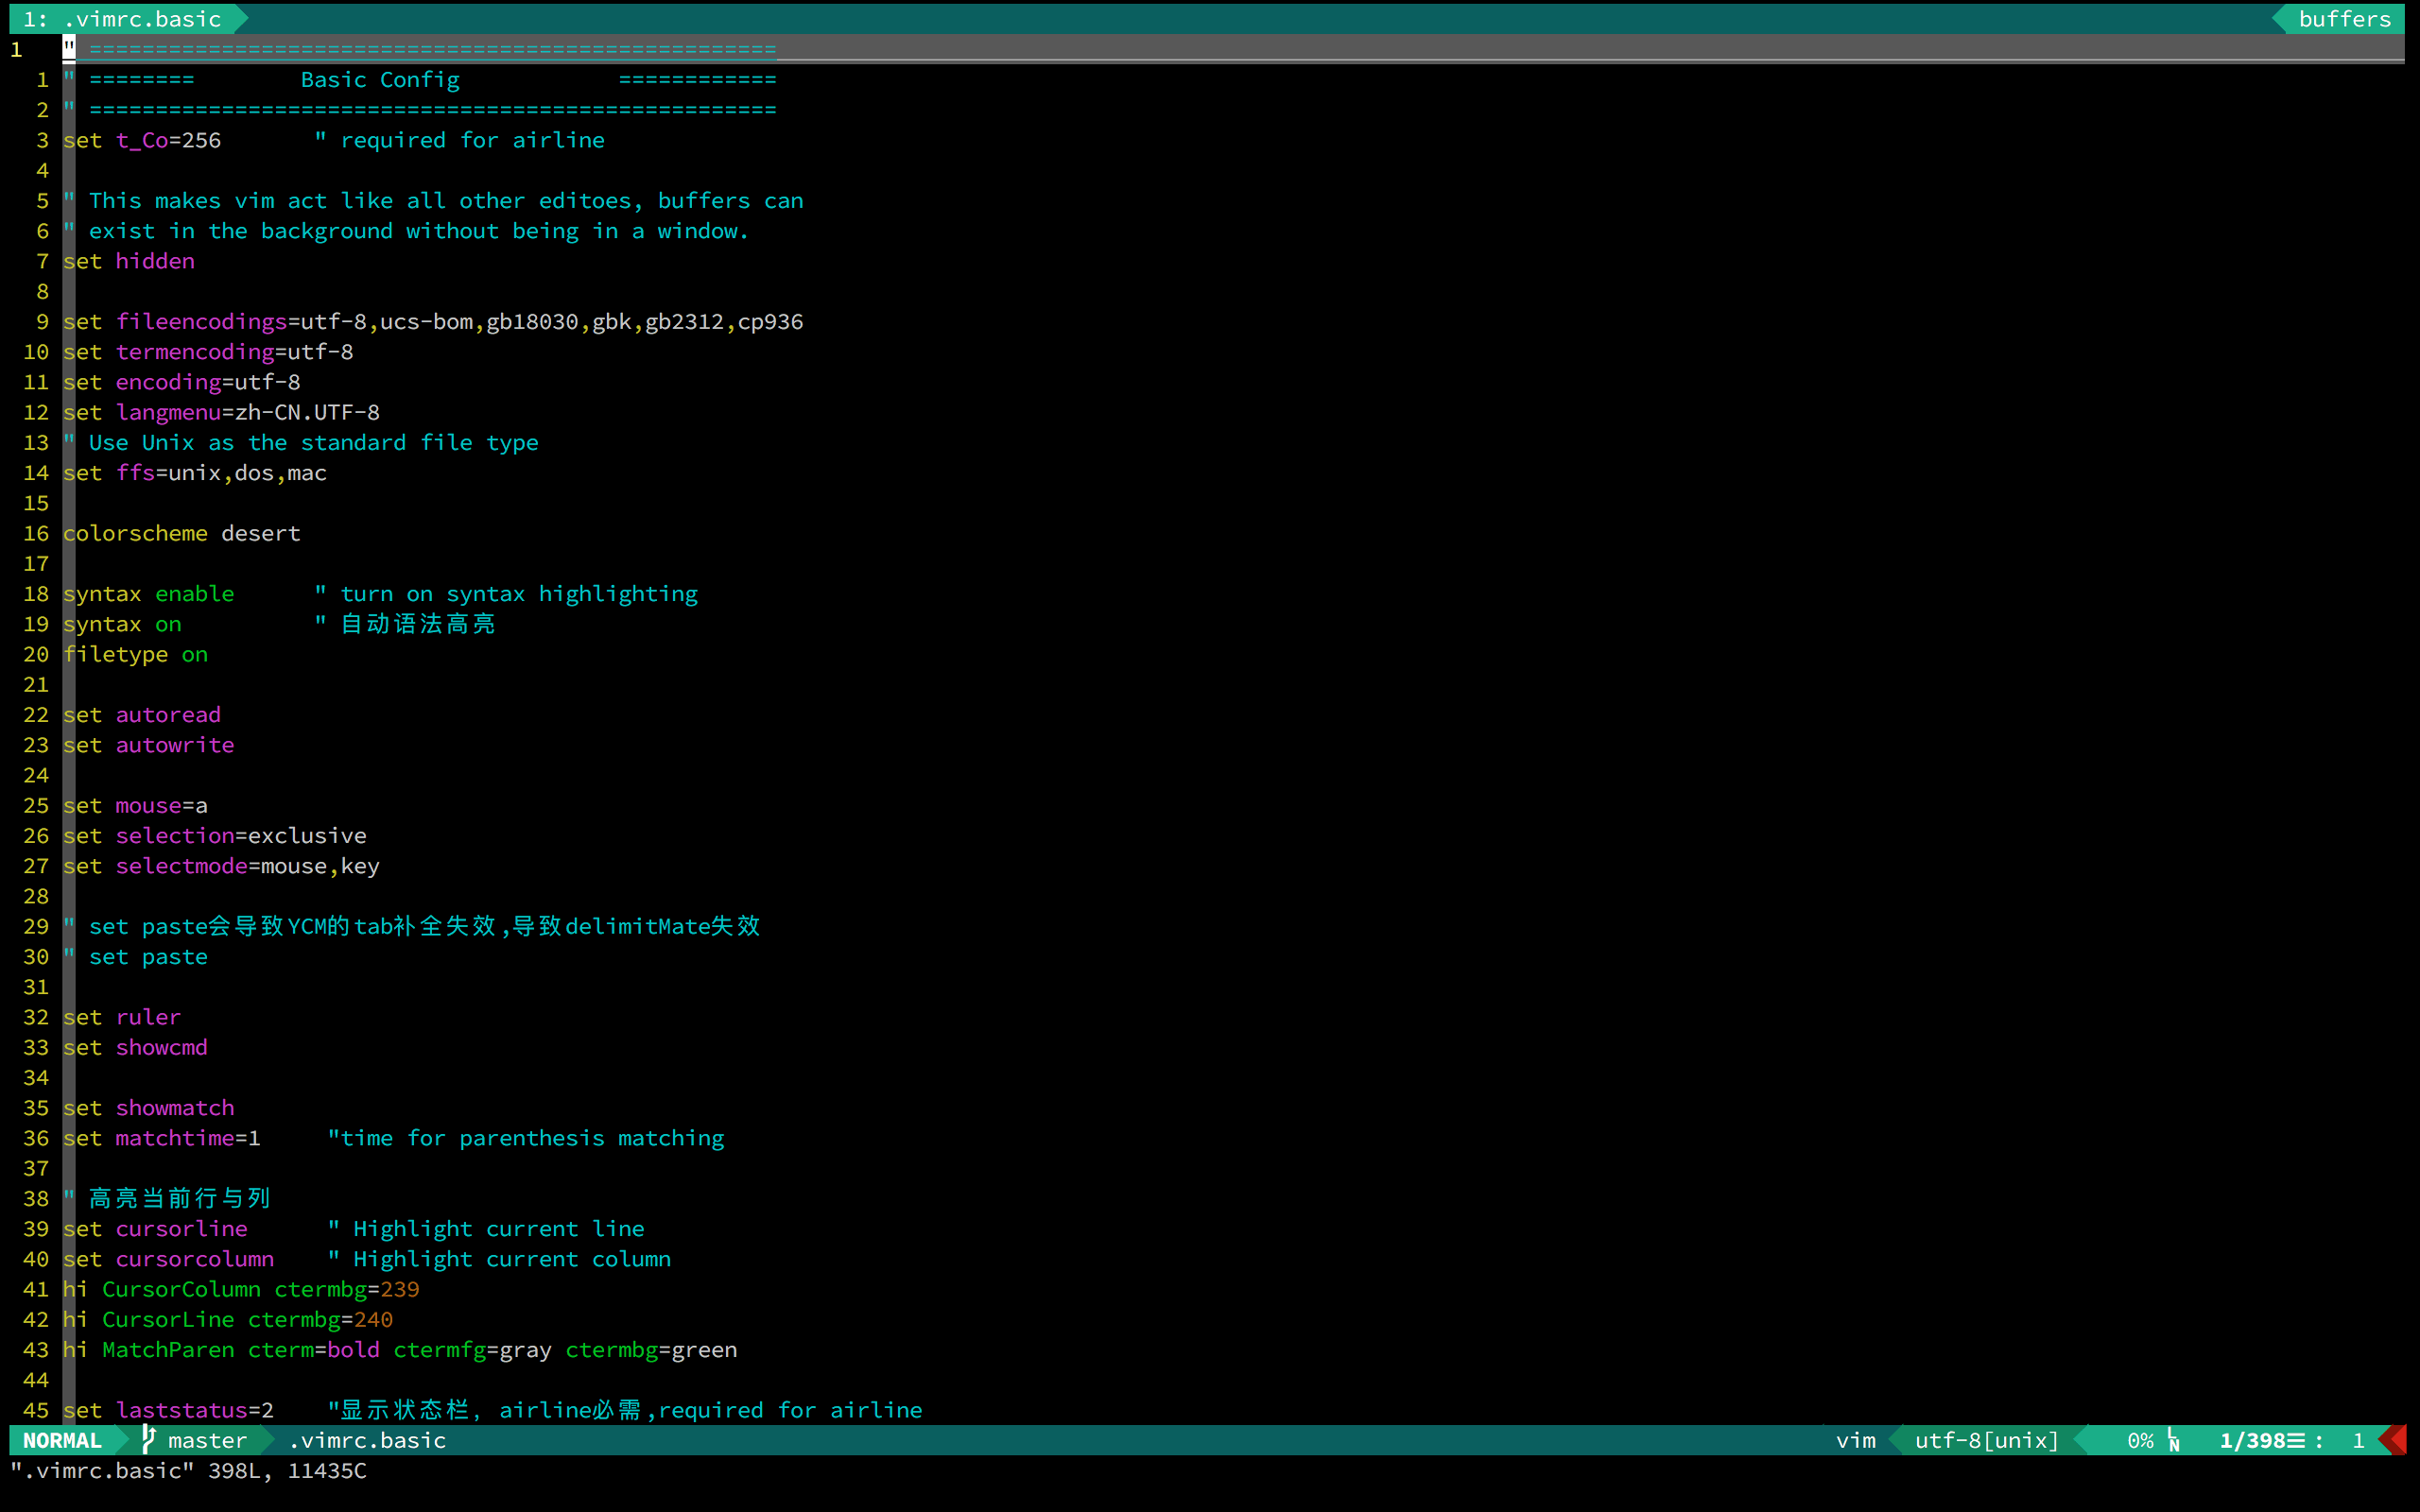 1: .vimrc.basic buffers
1 " ====================================================
1 " ======== Basic Config ============
2 " ====================================================
3 set t_Co=256 " required for airline
4
5 " This makes vim act like all other editoes, buffers can
6 " exist in the background without being in a window.
7 set hidden
8
9 set fileencodings=utf-8,ucs-bom,gb18030,gbk,gb2312,cp936
10 set termencoding=utf-8
11 set encoding=utf-8
12 set langmenu=zh-CN.UTF-8
13 " Use Unix as the standard file type
14 set ffs=unix,dos,mac
15
16 colorscheme desert
17
18 syntax enable " turn on syntax highlighting
19 syntax on " 自动语法高亮
20 filetype on
21
22 set autoread
23 set autowrite
24
25 set mouse=a
26 set selection=exclusive
27 set selectmode=mouse,key
28
29 " set paste会导致YCM的tab补全失效,导致delimitMate失效
30 " set paste
31
32 set ruler
33 set showcmd
34
35 set showmatch
36 set matchtime=1 "time for parenthesis matching
37
38 " 高亮当前行与列
39 set cursorline " Highlight current line
40 set cursorcolumn " Highlight current column
41 hi CursorColumn ctermbg=239
42 hi CursorLine ctermbg=240
43 hi MatchParen cterm=bold ctermfg=gray ctermbg=green
44
45 set laststatus=2 "显示状态栏, airline必需,required for airline
NORMAL master .vimrc.basic vim utf-8[unix] 0% LN 1/398☰ : 1
".vimrc.basic" 398L, 11435C